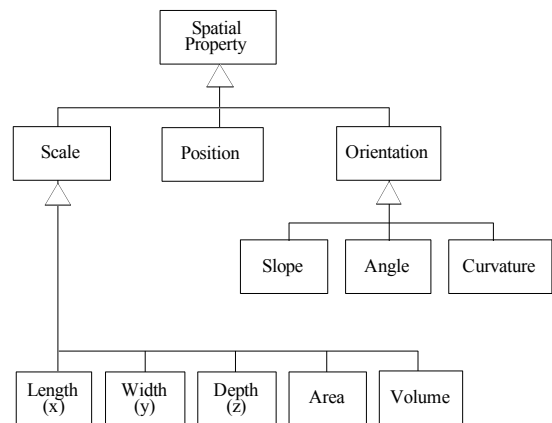 Spatial
Property
Scale
Position
Orientation
Slope
Angle
Curvature
Length
(x)
Width
(y)
Depth
(z)
Area
Volume